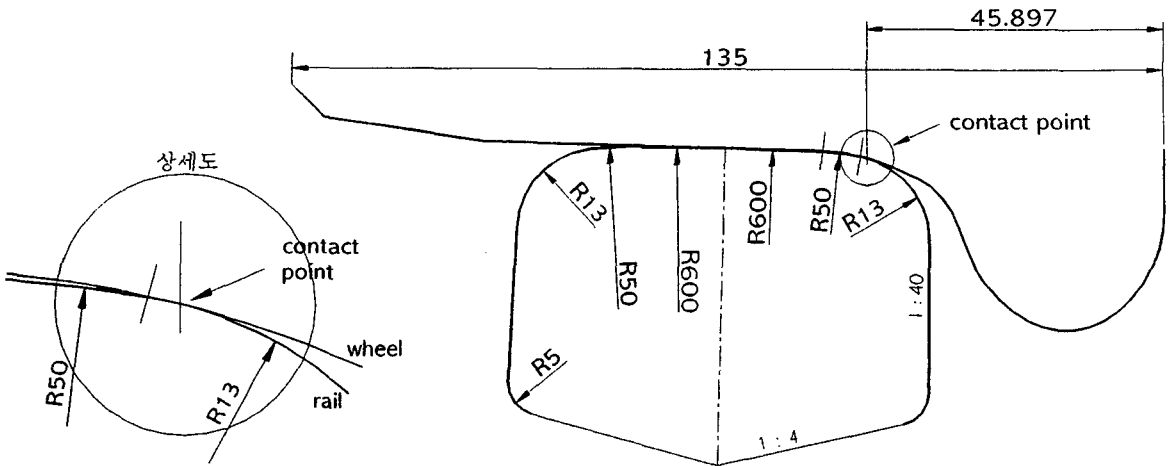 45.897
135
contact point
상세도
contact
point
wheel
rail
R50
R13
R13
R50
R600
R600
R50
R13
R5
1 : 40
1 : 4